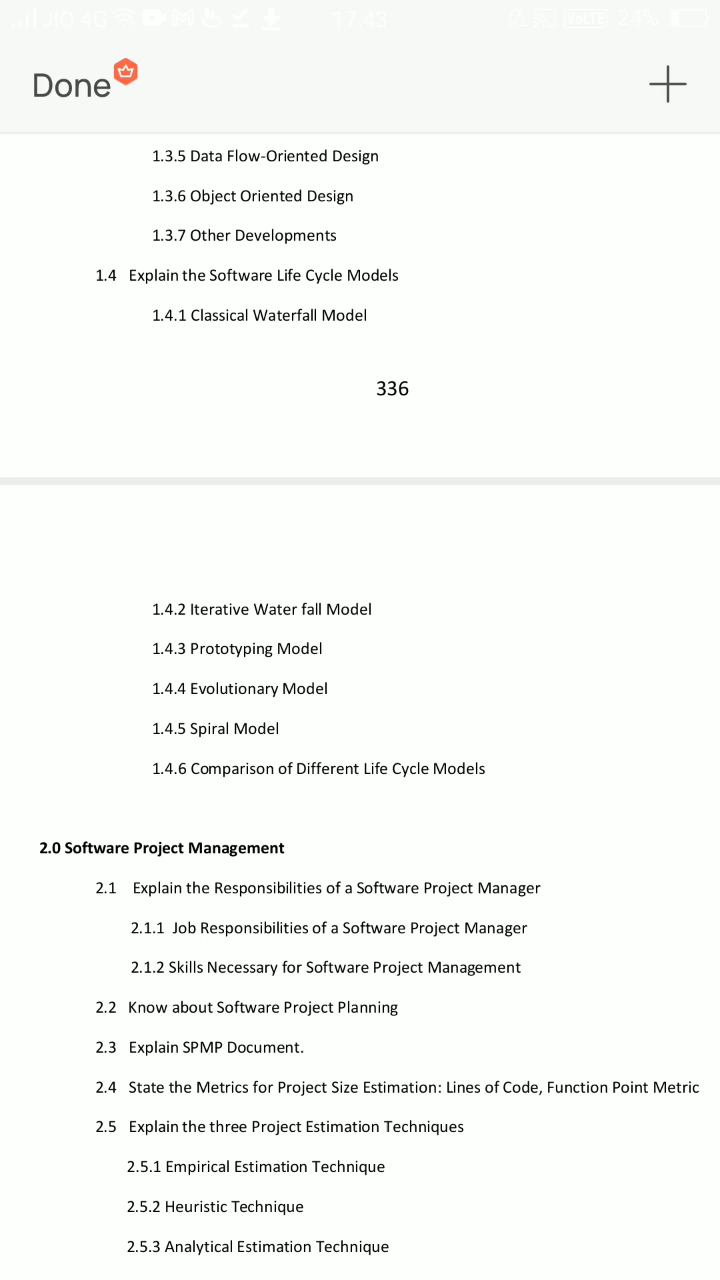 JIO 4G 17:43 VoLTE 24%
Done
1.3.5 Data Flow-Oriented Design
1.3.6 Object Oriented Design
1.3.7 Other Developments
1.4 Explain the Software Life Cycle Models
1.4.1 Classical Waterfall Model
336
1.4.2 Iterative Water fall Model
1.4.3 Prototyping Model
1.4.4 Evolutionary Model
1.4.5 Spiral Model
1.4.6 Comparison of Different Life Cycle Models
2.0 Software Project Management
2.1 Explain the Responsibilities of a Software Project Manager
2.1.1 Job Responsibilities of a Software Project Manager
2.1.2 Skills Necessary for Software Project Management
2.2 Know about Software Project Planning
2.3 Explain SPMP Document.
2.4 State the Metrics for Project Size Estimation: Lines of Code, Function Point Metric
2.5 Explain the three Project Estimation Techniques
2.5.1 Empirical Estimation Technique
2.5.2 Heuristic Technique
2.5.3 Analytical Estimation Technique